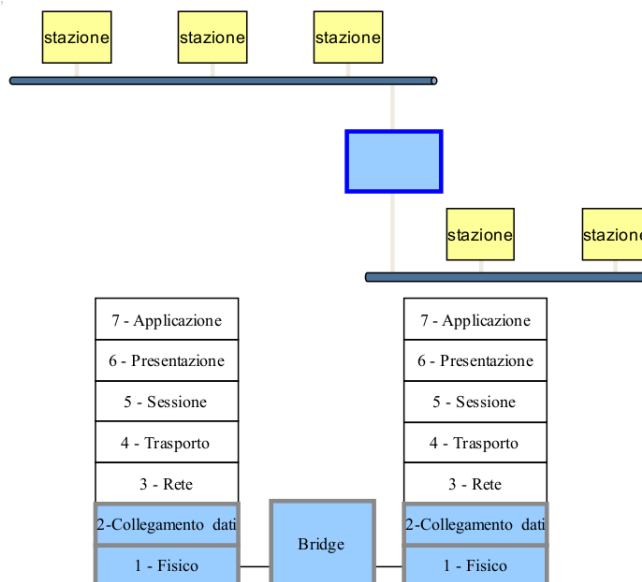 stazione
stazione
stazione
stazione
stazione
7 - Applicazione
7 - Applicazione
6 - Presentazione
6 - Presentazione
5 - Sessione
5 - Sessione
4 - Trasporto
4 - Trasporto
3 - Rete
3 - Rete
2-Collegamento dati
2-Collegamento dati
Bridge
1 - Fisico
1 - Fisico